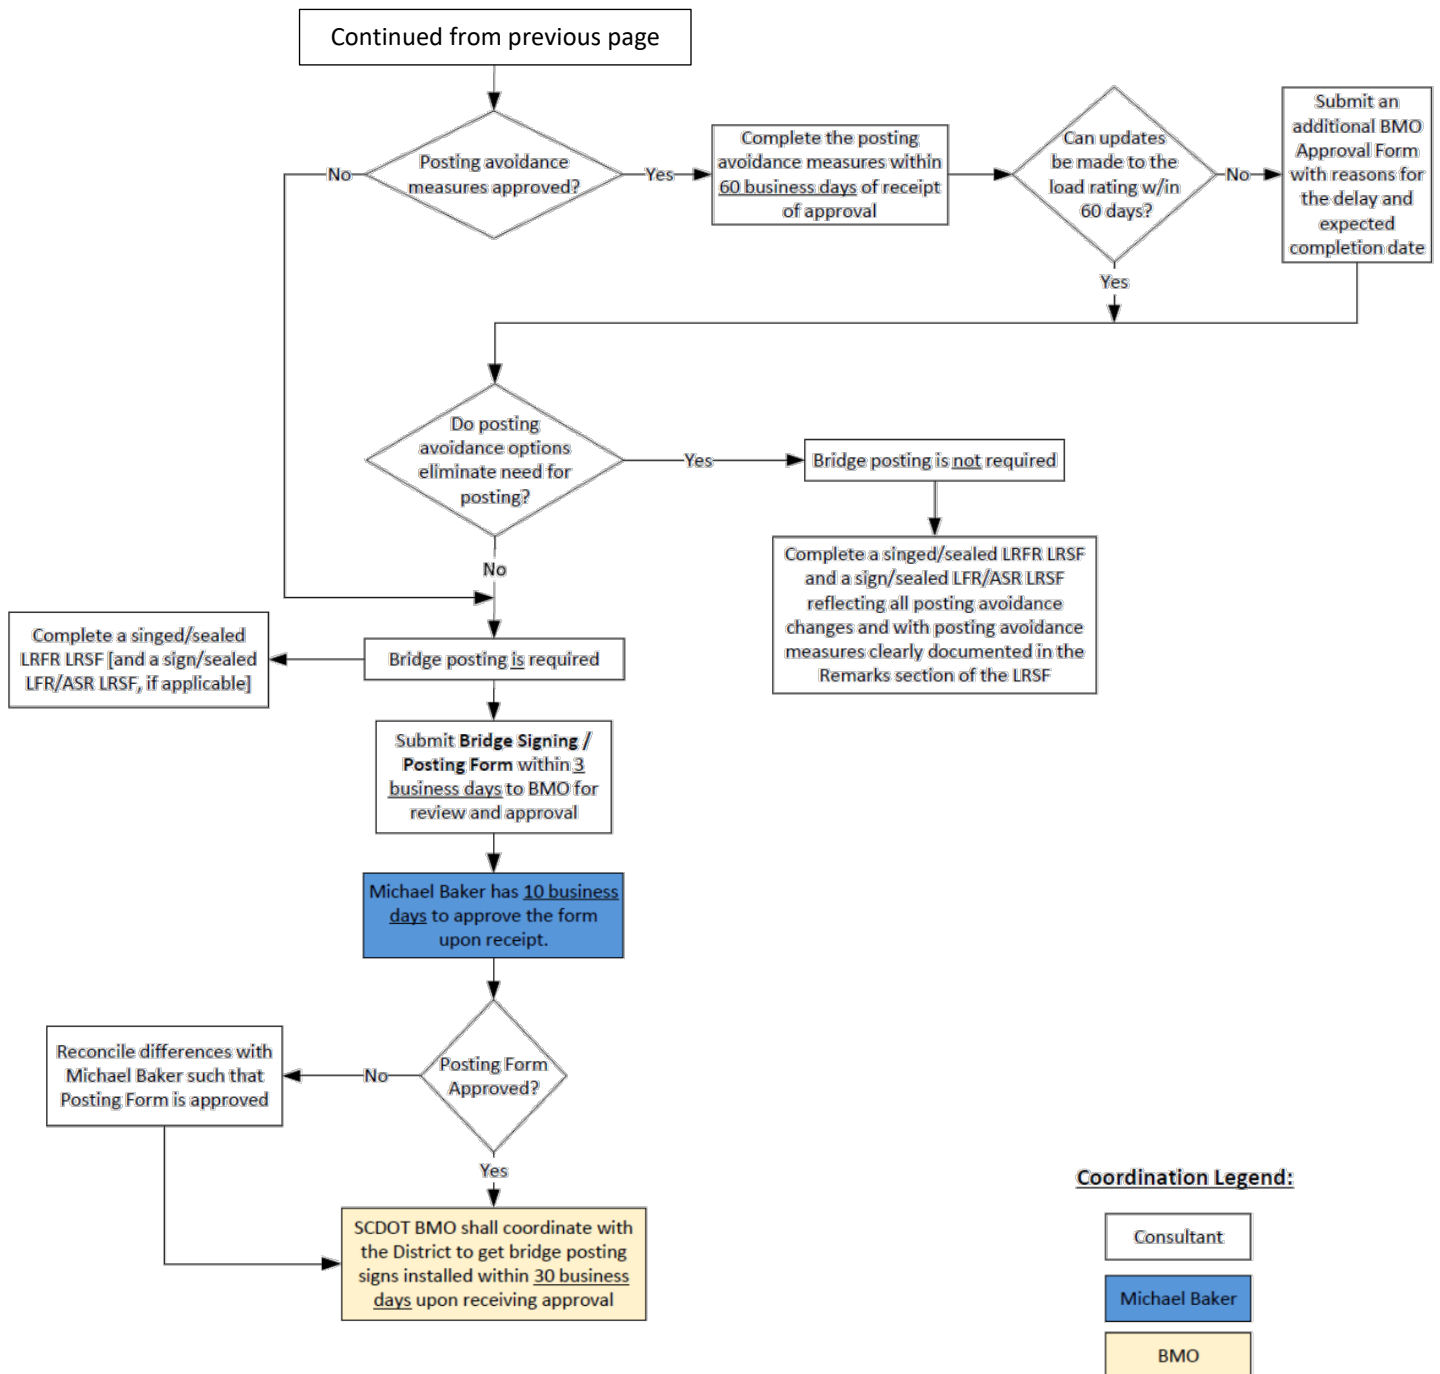 Continued from previous page
Posting avoidance
measures approved?
No
Yes
Complete the posting
avoidance measures within
60 business days of receipt
of approval
Can updates
be made to the
load rating w/in
60 days?
No
Submit an
additional BMO
Approval Form
with reasons for
the delay and
expected
completion date
Yes
Do posting
avoidance options
eliminate need for
posting?
Yes
Bridge posting is not required
Complete a singed/sealed LRFR LRSF
and a sign/sealed LFR/ASR LRSF
reflecting all posting avoidance
changes and with posting avoidance
measures clearly documented in the
Remarks section of the LRSF
No
Bridge posting is required
Complete a singed/sealed
LRFR LRSF [and a sign/sealed
LFR/ASR LRSF, if applicable]
Submit Bridge Signing /
Posting Form within 3
business days to BMO for
review and approval
Michael Baker has 10 business
days to approve the form
upon receipt.
Posting Form
Approved?
No
Reconcile differences with
Michael Baker such that
Posting Form is approved
Yes
SCDOT BMO shall coordinate with
the District to get bridge posting
signs installed within 30 business
days upon receiving approval
Coordination Legend:
Consultant
Michael Baker
BMO